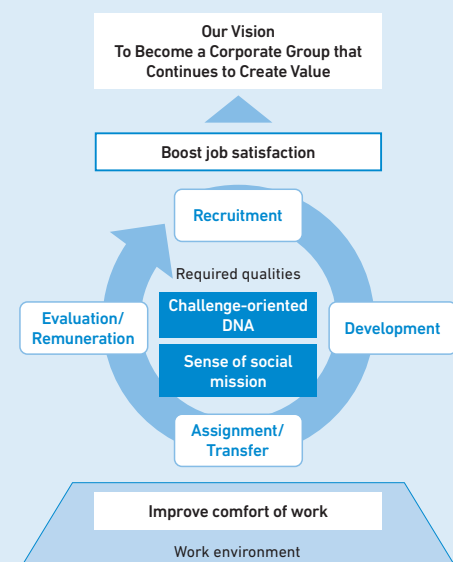 Our Vision
To Become a Corporate Group that
Continues to Create Value
Boost job satisfaction
Recruitment
Required qualities
Challenge-oriented
DNA
Sense of social
mission
Evaluation/
Remuneration
Development
Assignment/
Transfer
Improve comfort of work
Work environment